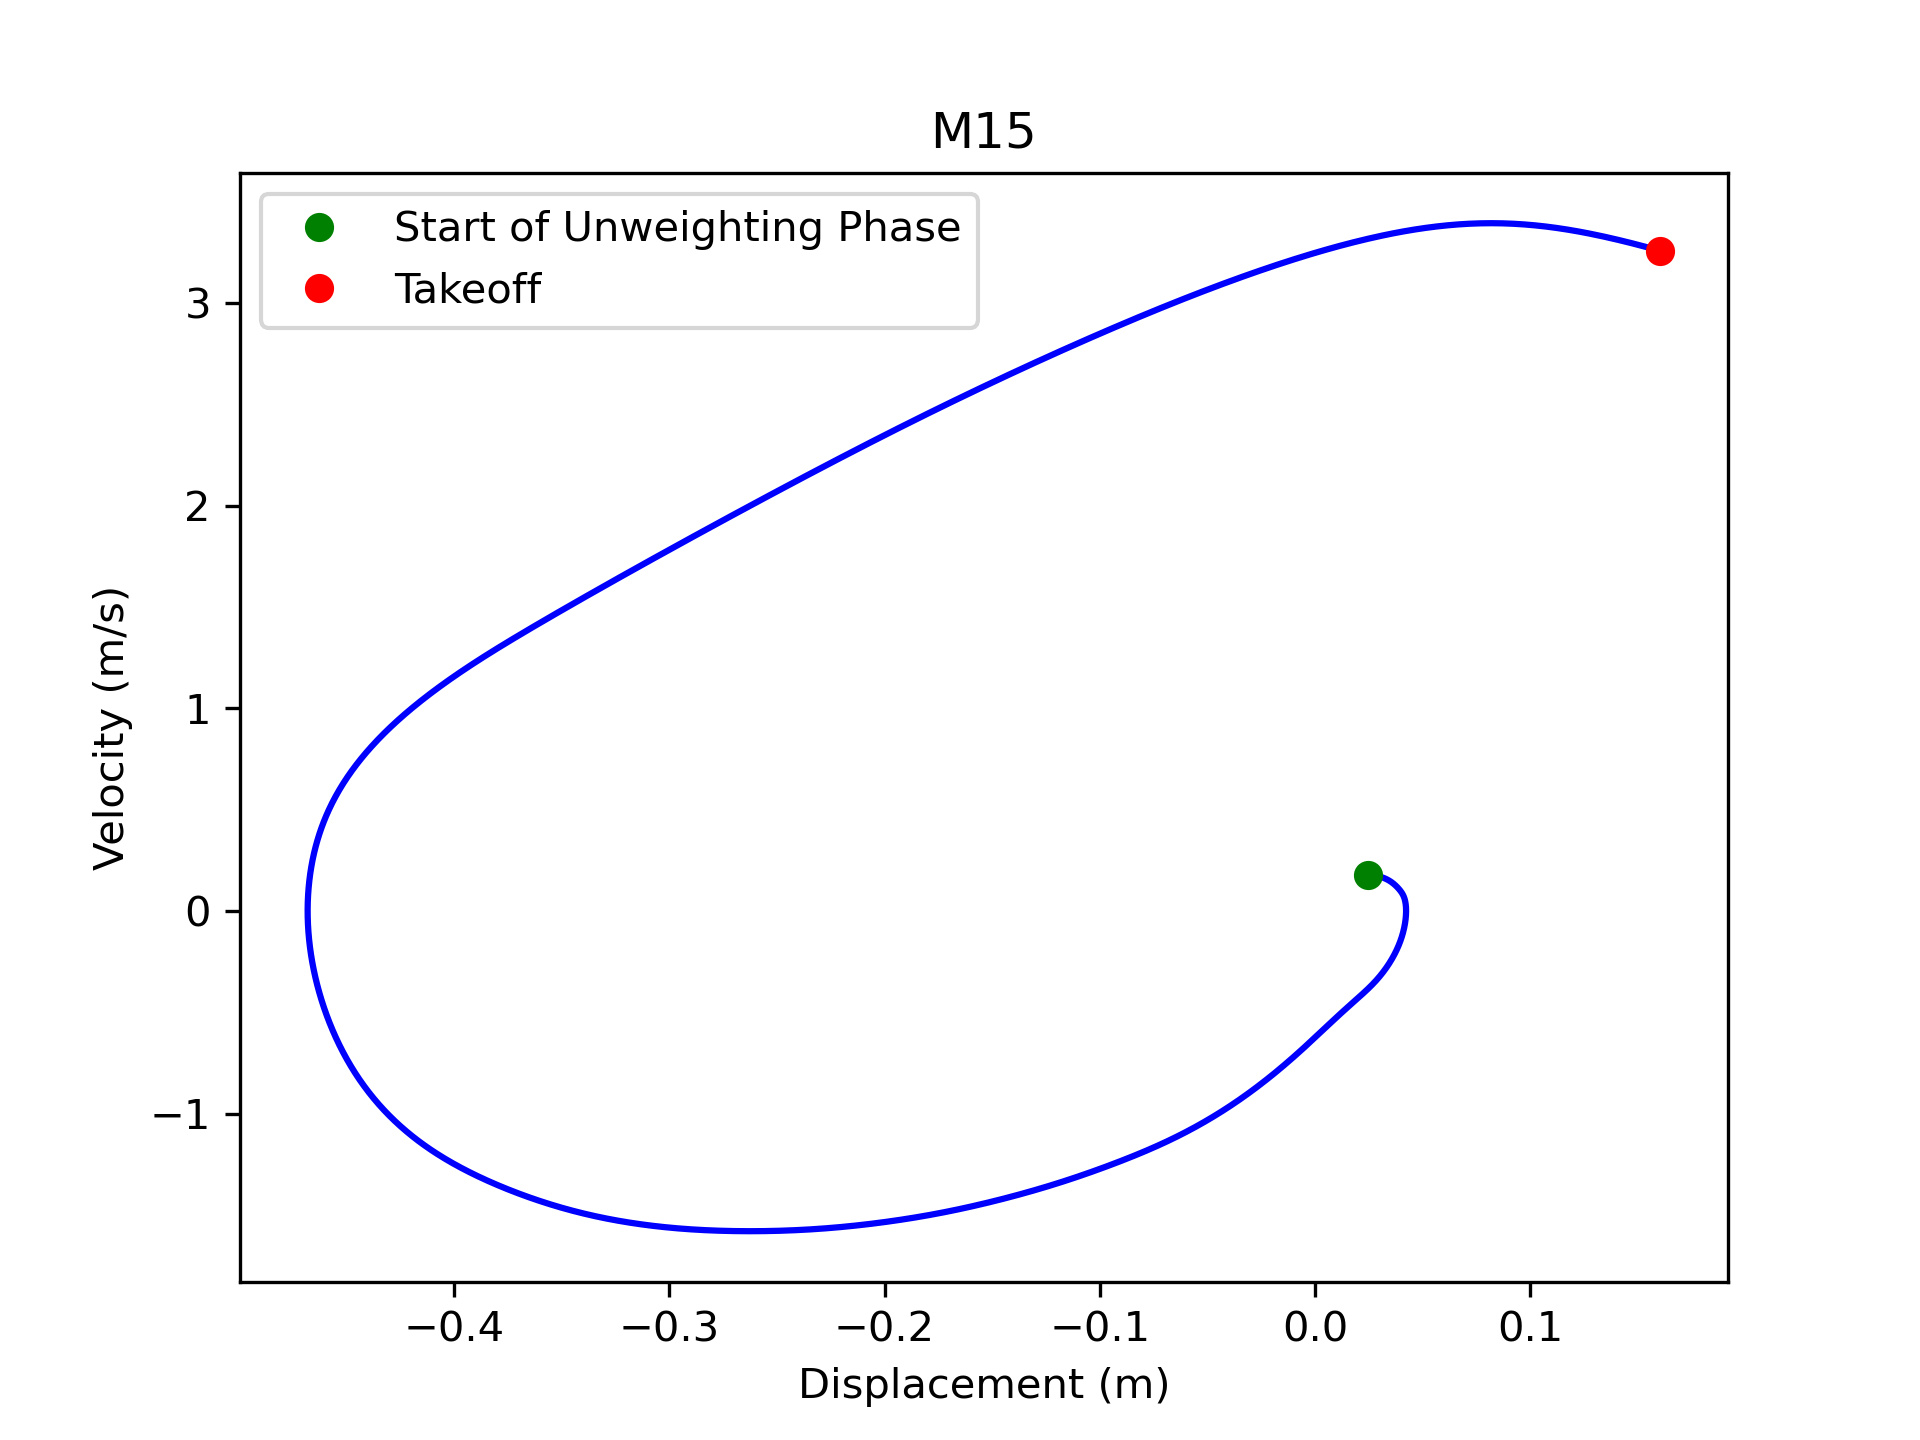 M15
Start of Unweighting Phase
Takeoff
Velocity (m/s)
3
2
1
0
−1
−0.4 −0.3 −0.2 −0.1 0.0 0.1
Displacement (m)